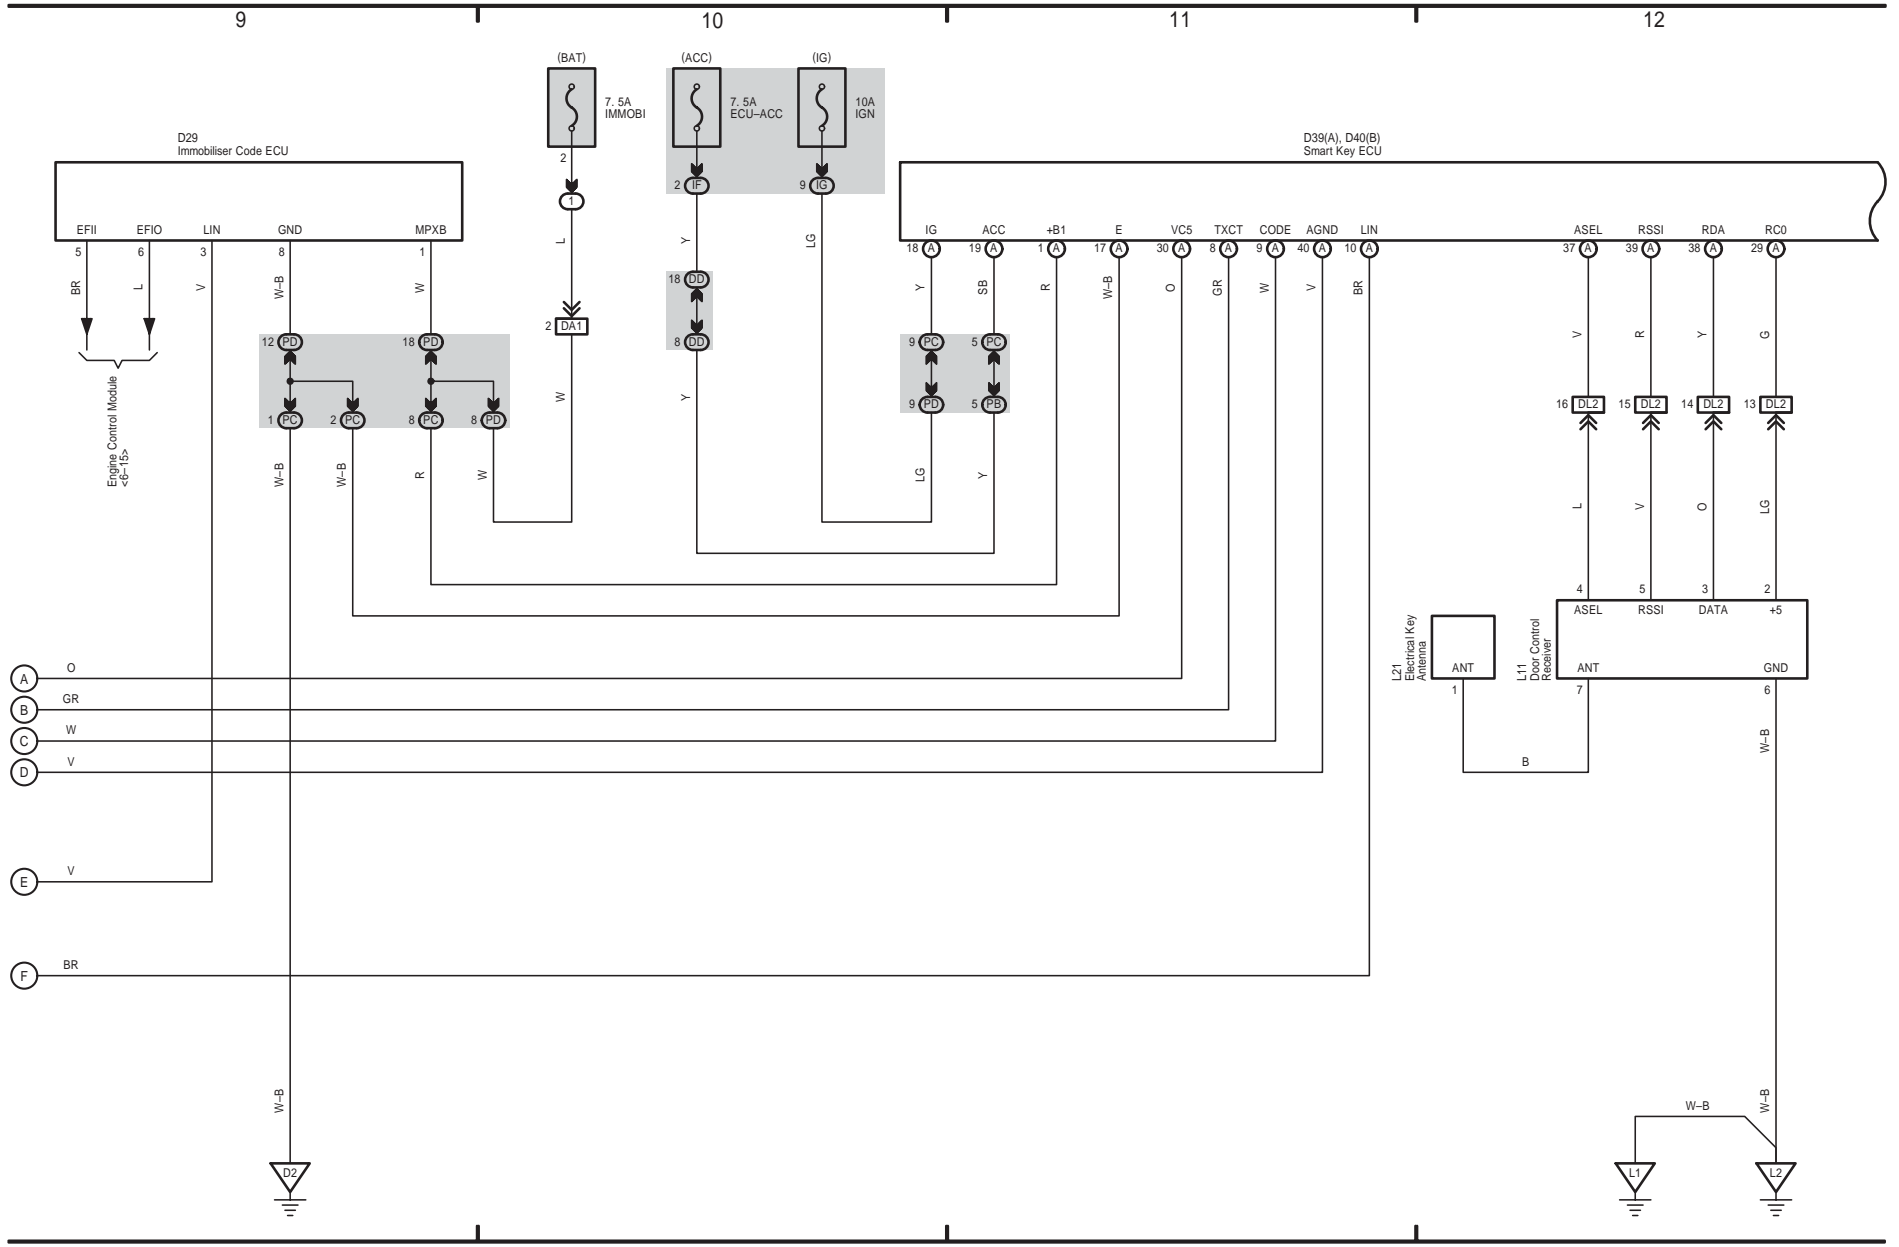 9
10
11
12
(BAT)
(ACC)
(IG)
7. 5A
IMMOBI
7. 5A
ECU–ACC
10A
IGN
D29
Immobiliser Code ECU
D39(A), D40(B)
Smart Key ECU
2
2 IF
9 IG
1
EFII
EFIO
LIN
GND
MPXB
IG
ACC
+B1
E
VC5
TXCT
CODE
AGND
LIN
ASEL
RSSI
RDA
RC0
5
6
3
8
1
18 A
19 A
1 A
17 A
30 A
8 A
9 A
40 A
10 A
37 A
39 A
38 A
29 A
L
Y
LG
BR
L
V
W–B
W
18 DD
Y
SB
R
W–B
O
GR
W
V
BR
2 DA1
V
R
Y
G
12 PD
18 PD
8 DD
9 PC
5 PC
Engine Control Module
<6–15>
1 PC
2 PC
8 PC
8 PD
W
Y
9 PD
5 PB
16 DL2
15 DL2
14 DL2
13 DL2
W–B
W–B
R
W
LG
Y
L
V
O
LG
4
5
3
2
ASEL
RSSI
DATA
+5
L21
Electrical Key
Antenna
ANT
L11
Door Control
Receiver
ANT
GND
1
7
6
A
O
B
GR
C
W
D
V
W–B
B
E
V
F
BR
W–B
W–B
W–B
D2
L1
L2